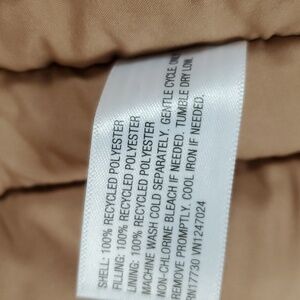 SHELL: 100% RECYCLED POLYESTER
FILLING: 100% RECYCLED POLYESTER
LINING: 100% RECYCLED POLYESTER
MACHINE WASH COLD SEPARATELY. GENTLE CYCLE. ONLY
NON-CHLORINE BLEACH IF NEEDED. TUMBLE DRY LOW.
REMOVE PROMPTLY. COOL IRON IF NEEDED.
RN17730 VN1247024